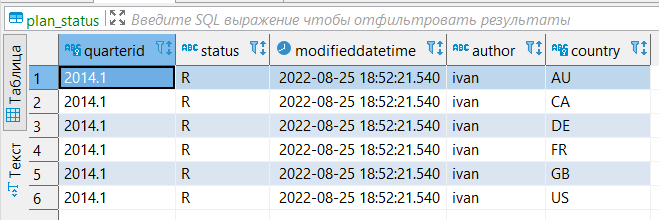 plan_status Введите SQL выражение чтобы отфильтровать результаты
ABC quarterid ABC status modifieddatetime ABC author ABC country
1 2014.1 R 2022-08-25 18:52:21.540 ivan AU
2 2014.1 R 2022-08-25 18:52:21.540 ivan CA
3 2014.1 R 2022-08-25 18:52:21.540 ivan DE
4 2014.1 R 2022-08-25 18:52:21.540 ivan FR
5 2014.1 R 2022-08-25 18:52:21.540 ivan GB
6 2014.1 R 2022-08-25 18:52:21.540 ivan US
Таблица
Текст